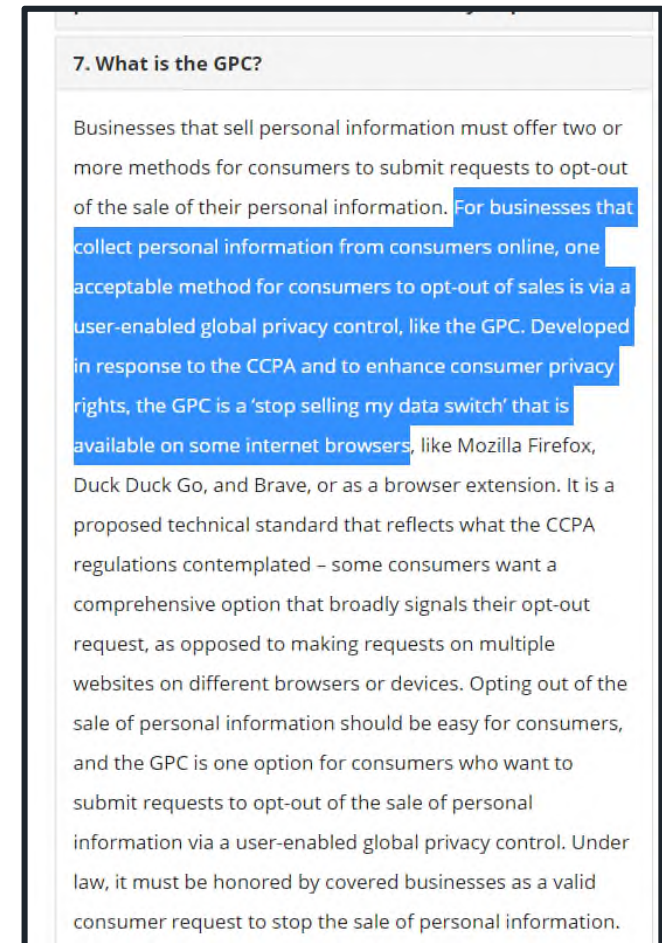 7. What is the GPC?
Businesses that sell personal information must offer two or
more methods for consumers to submit requests to opt-out
of the sale of their personal information. For businesses that
collect personal information from consumers online, one
acceptable method for consumers to opt-out of sales is via a
user-enabled global privacy control, like the GPC. Developed
in response to the CCPA and to enhance consumer privacy
rights, the GPC is a ‘stop selling my data switch’ that is
available on some internet browsers, like Mozilla Firefox,
Duck Duck Go, and Brave, or as a browser extension. It is a
proposed technical standard that reflects what the CCPA
regulations contemplated – some consumers want a
comprehensive option that broadly signals their opt-out
request, as opposed to making requests on multiple
websites on different browsers or devices. Opting out of the
sale of personal information should be easy for consumers,
and the GPC is one option for consumers who want to
submit requests to opt-out of the sale of personal
information via a user-enabled global privacy control. Under
law, it must be honored by covered businesses as a valid
consumer request to stop the sale of personal information.